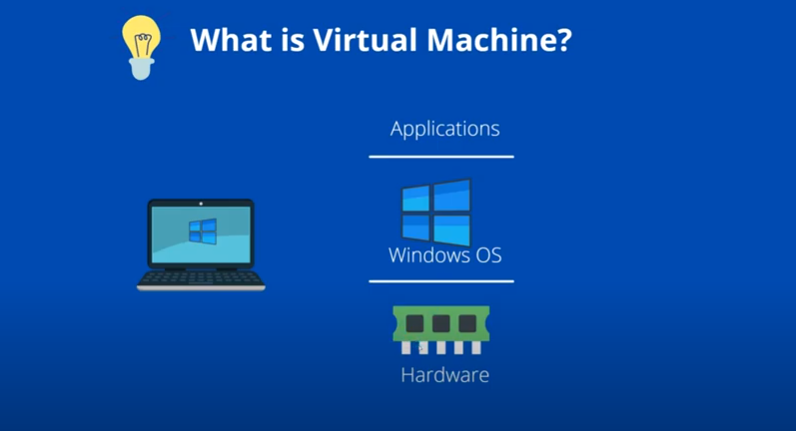 What is Virtual Machine?
Applications
Windows OS
Hardware